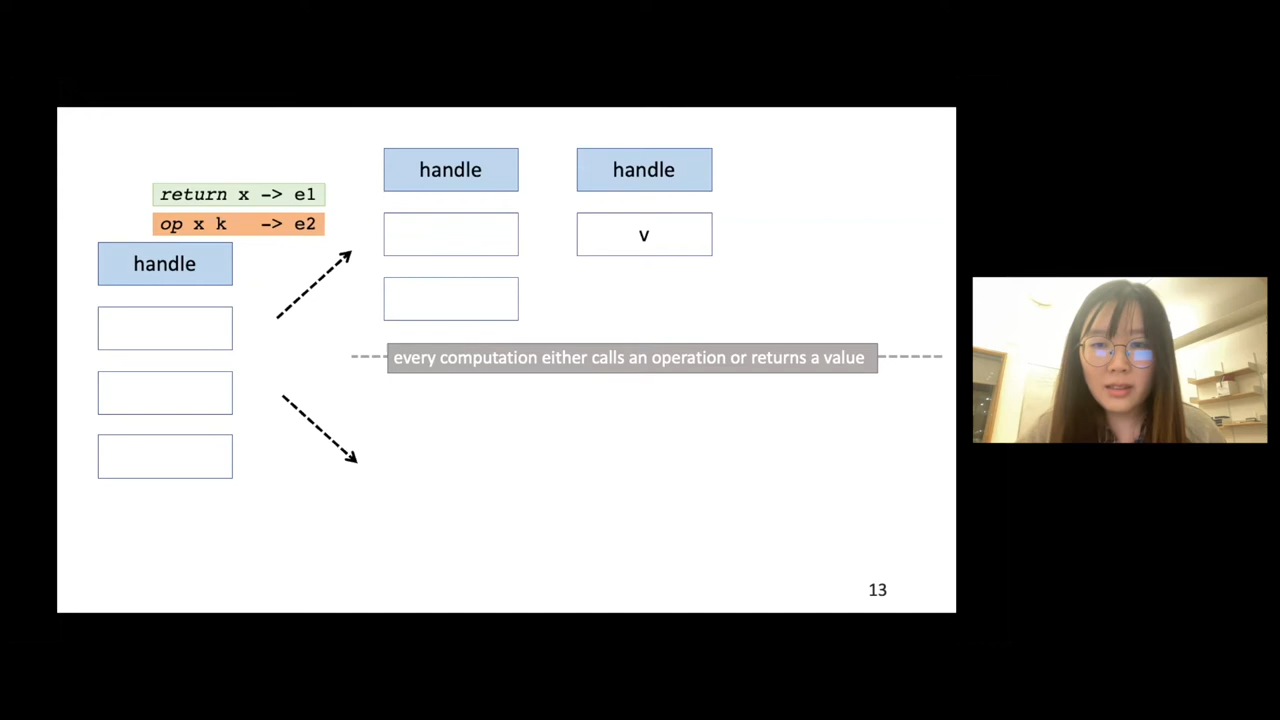 return x -> e1
op x k -> e2
handle
handle
handle
v
every computation either calls an operation or returns a value
13